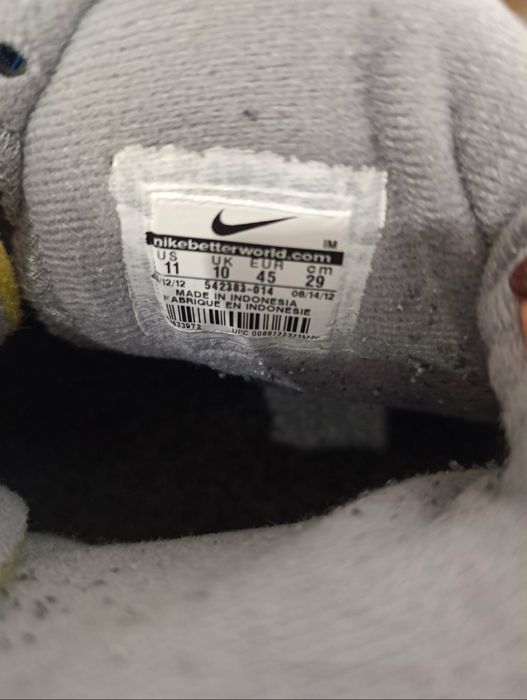 nikebetterworld.com
US UK EUR cm
11 10 45 29
/12/12 542383-014 08/14/12
MADE IN INDONESIA
FABRIQUE EN INDONESIE
UPC